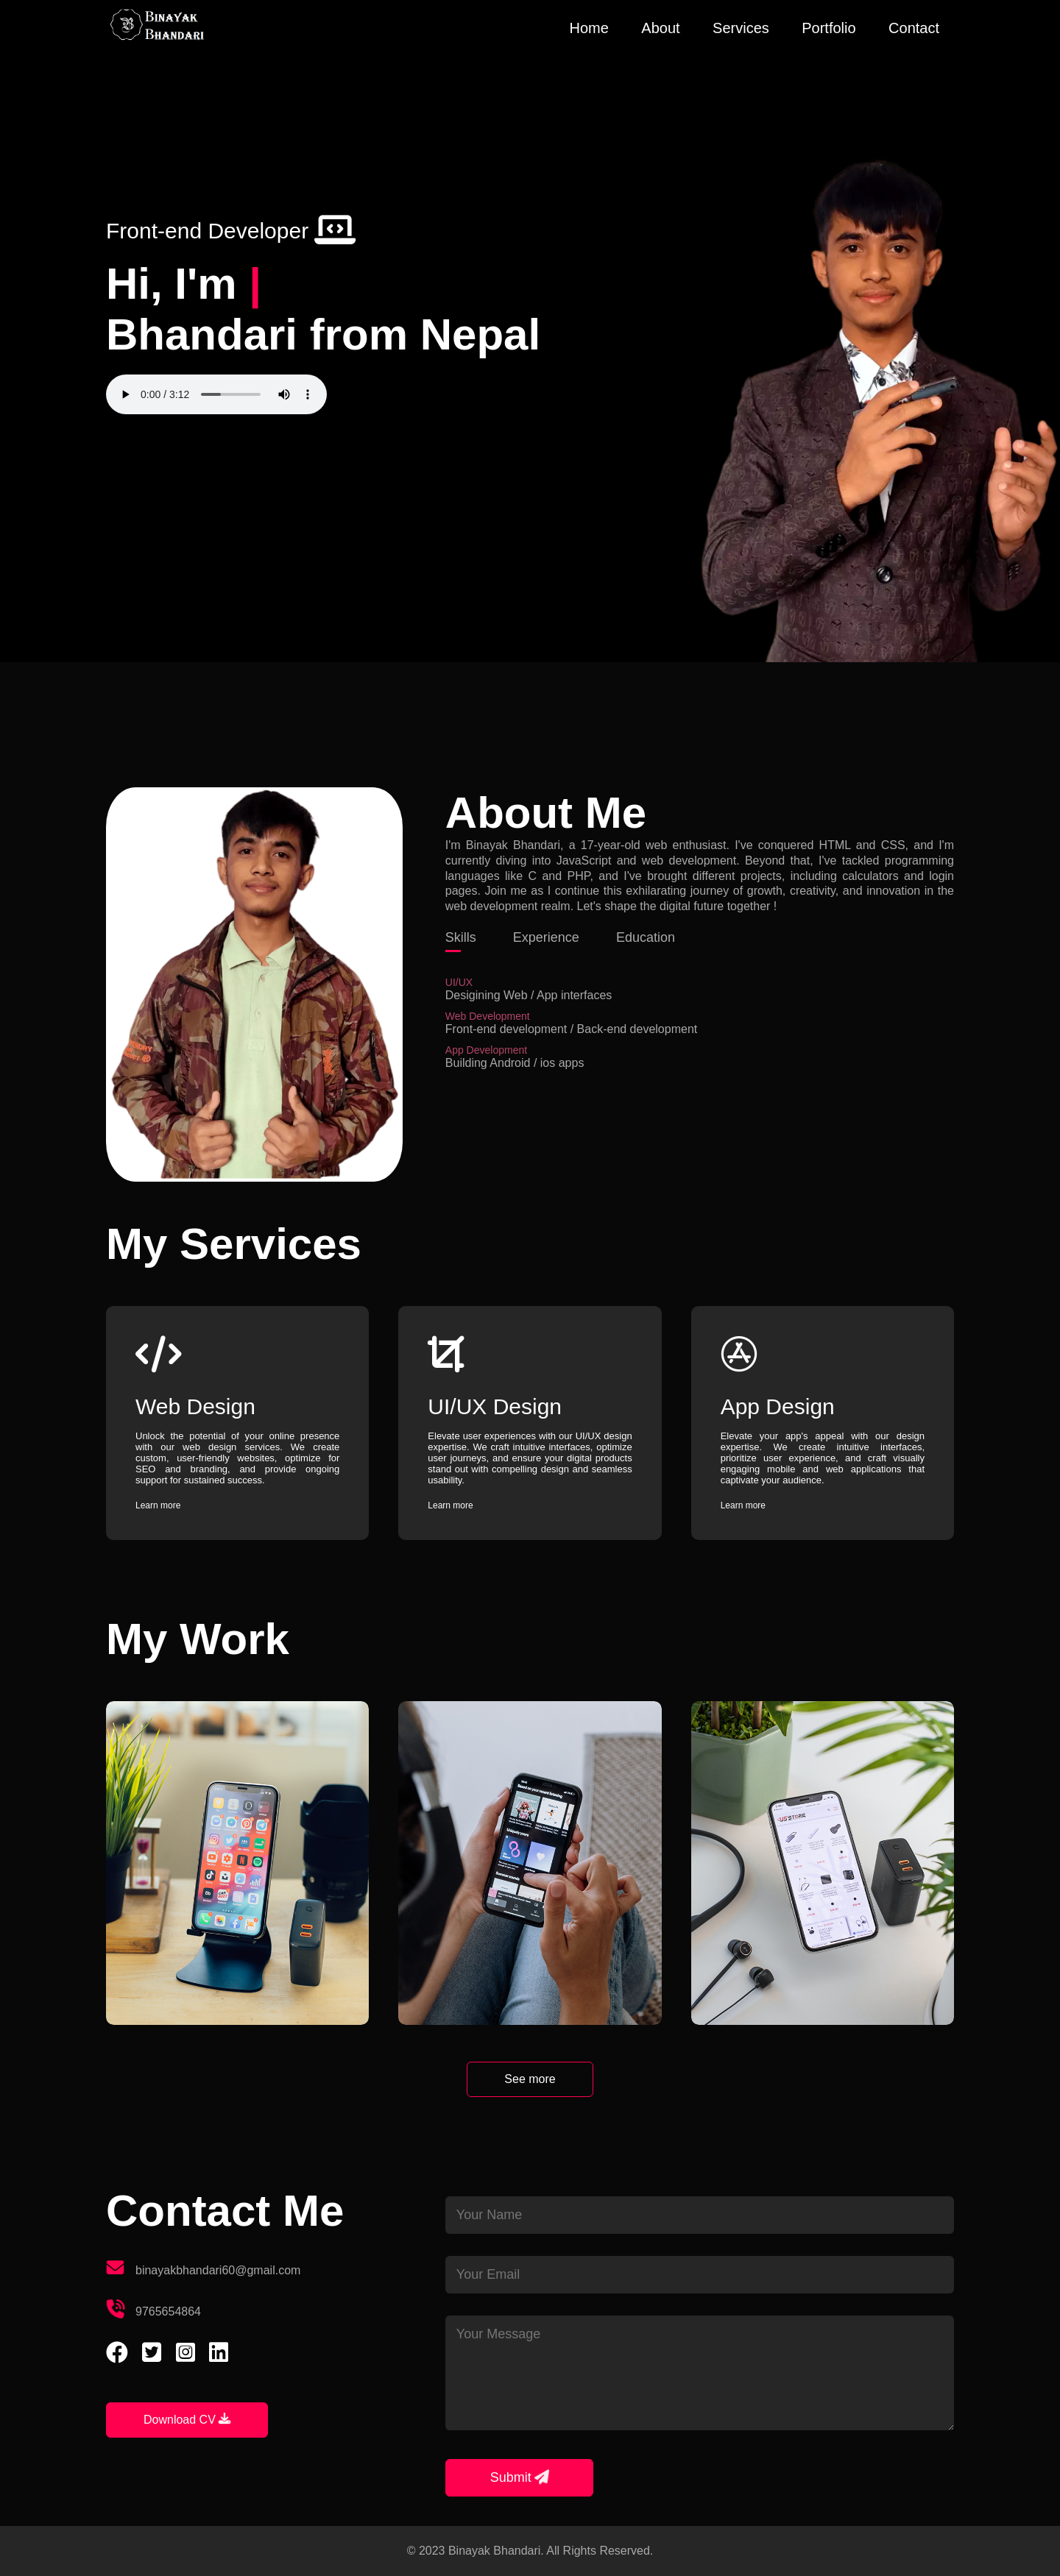 Binayak
Bhandari
Home About Services Portfolio Contact
Front-end Developer
Hi, I'm |
Bhandari from Nepal
0:00 / 3:12
About Me
I'm Binayak Bhandari, a 17-year-old web enthusiast. I've conquered HTML and CSS, and I'm
currently diving into JavaScript and web development. Beyond that, I've tackled programming
languages like C and PHP, and I've brought different projects, including calculators and login
pages. Join me as I continue this exhilarating journey of growth, creativity, and innovation in the
web development realm. Let's shape the digital future together !
Skills Experience Education
UI/UX
Desigining Web / App interfaces
Web Development
Front-end development / Back-end development
App Development
Building Android / ios apps
My Services
Web Design
Unlock the potential of your online presence
with our web design services. We create
custom, user-friendly websites, optimize for
SEO and branding, and provide ongoing
support for sustained success.
Learn more
UI/UX Design
Elevate user experiences with our UI/UX design
expertise. We craft intuitive interfaces, optimize
user journeys, and ensure your digital products
stand out with compelling design and seamless
usability.
Learn more
App Design
Elevate your app's appeal with our design
expertise. We create intuitive interfaces,
prioritize user experience, and craft visually
engaging mobile and web applications that
captivate your audience.
Learn more
My Work
See more
Contact Me
binayakbhandari60@gmail.com
9765654864
Download CV
Your Name
Your Email
Your Message
Submit
© 2023 Binayak Bhandari. All Rights Reserved.